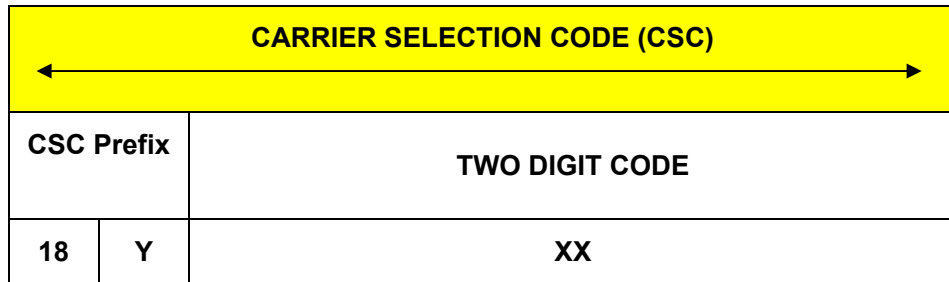 CARRIER SELECTION CODE (CSC)
CSC Prefix
TWO DIGIT CODE
18 Y XX